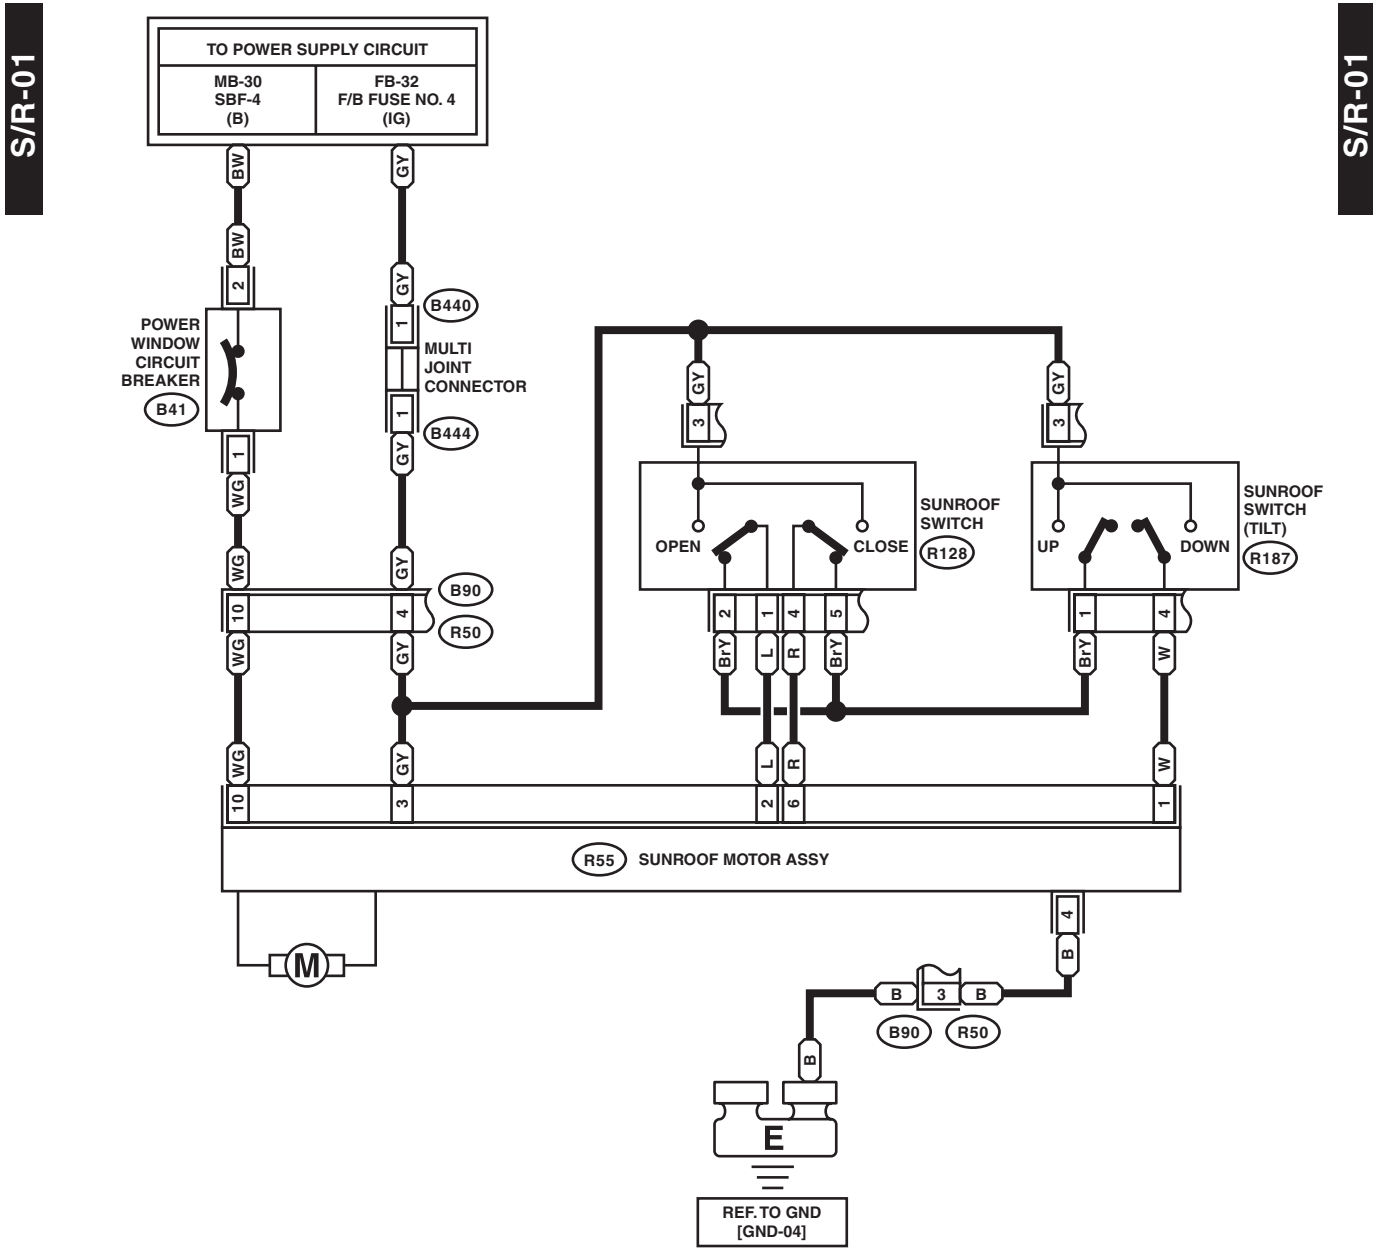 S/R-01
S/R-01
TO POWER SUPPLY CIRCUIT
MB-30
SBF-4
(B)
FB-32
F/B FUSE NO. 4
(IG)
BW
GY
BW
GY
2
B440
1
POWER
WINDOW
CIRCUIT
BREAKER
B41
MULTI
JOINT
CONNECTOR
1
B444
1
GY
WG
GY
3
GY
3
OPEN
CLOSE
SUNROOF
SWITCH
R128
UP
DOWN
SUNROOF
SWITCH
(TILT)
R187
WG
GY
B90
10
4
R50
2
1
4
5
1
4
WG
GY
BrY
L
R
BrY
BrY
W
WG
GY
L
R
W
10
3
2
6
1
R55
SUNROOF MOTOR ASSY
M
4
B
B
3
B
B90
R50
B
E
REF. TO GND
[GND-04]